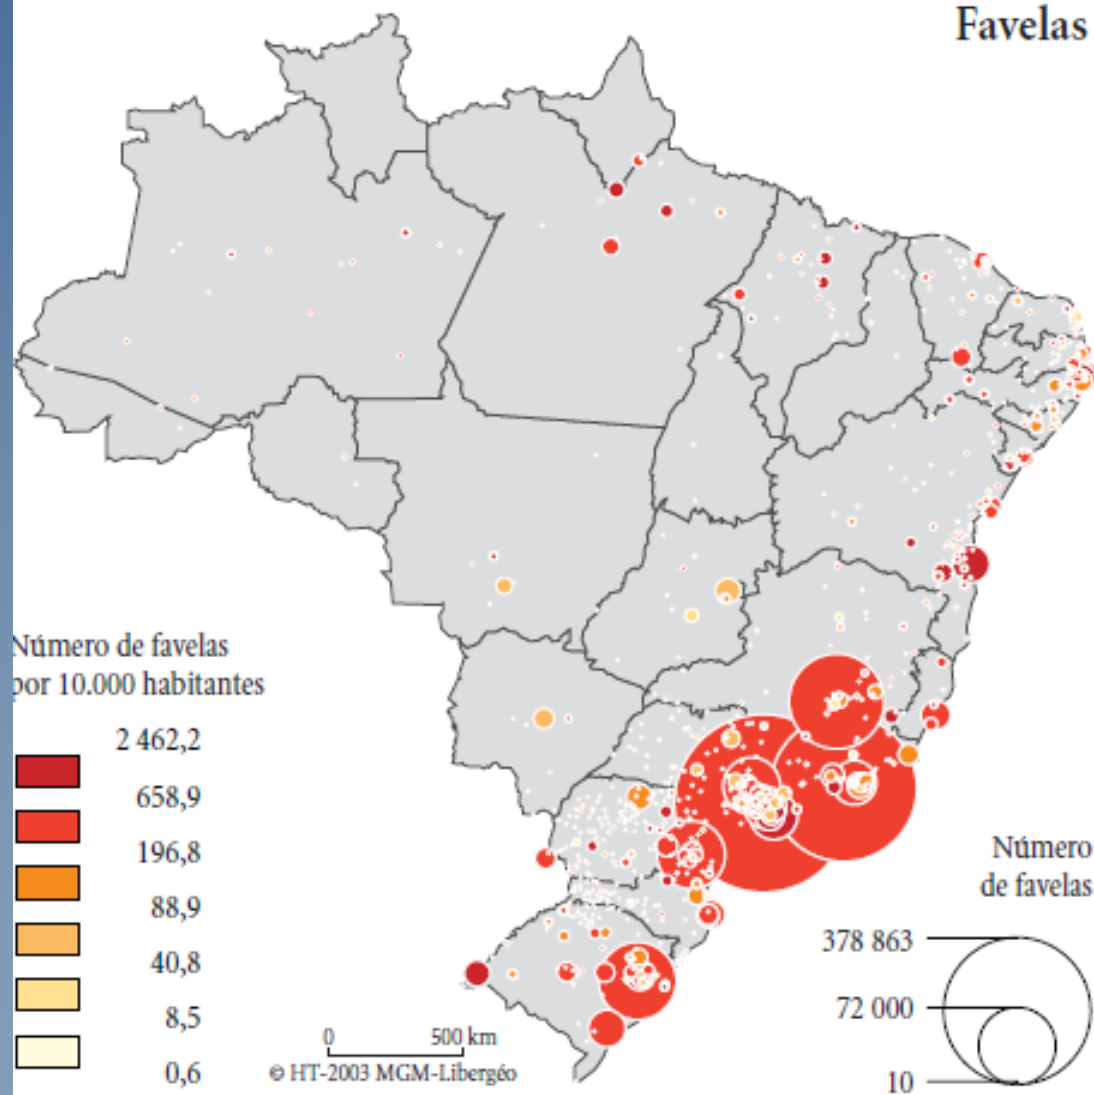 Favelas
Número de favelas
por 10.000 habitantes
2 462,2
658,9
196,8
88,9
40,8
8,5
0,6
0 500 km
© HT-2003 MGM-Libergéo
Número
de favelas
378 863
72 000
10